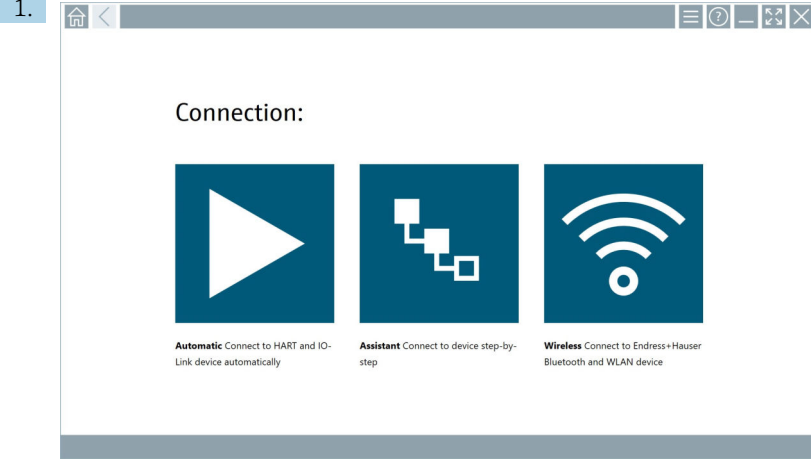 1.
Connection:
Automatic Connect to HART and IO-
Link device automatically
Assistant Connect to device step-by-
step
Wireless Connect to Endress+Hauser
Bluetooth and WLAN device